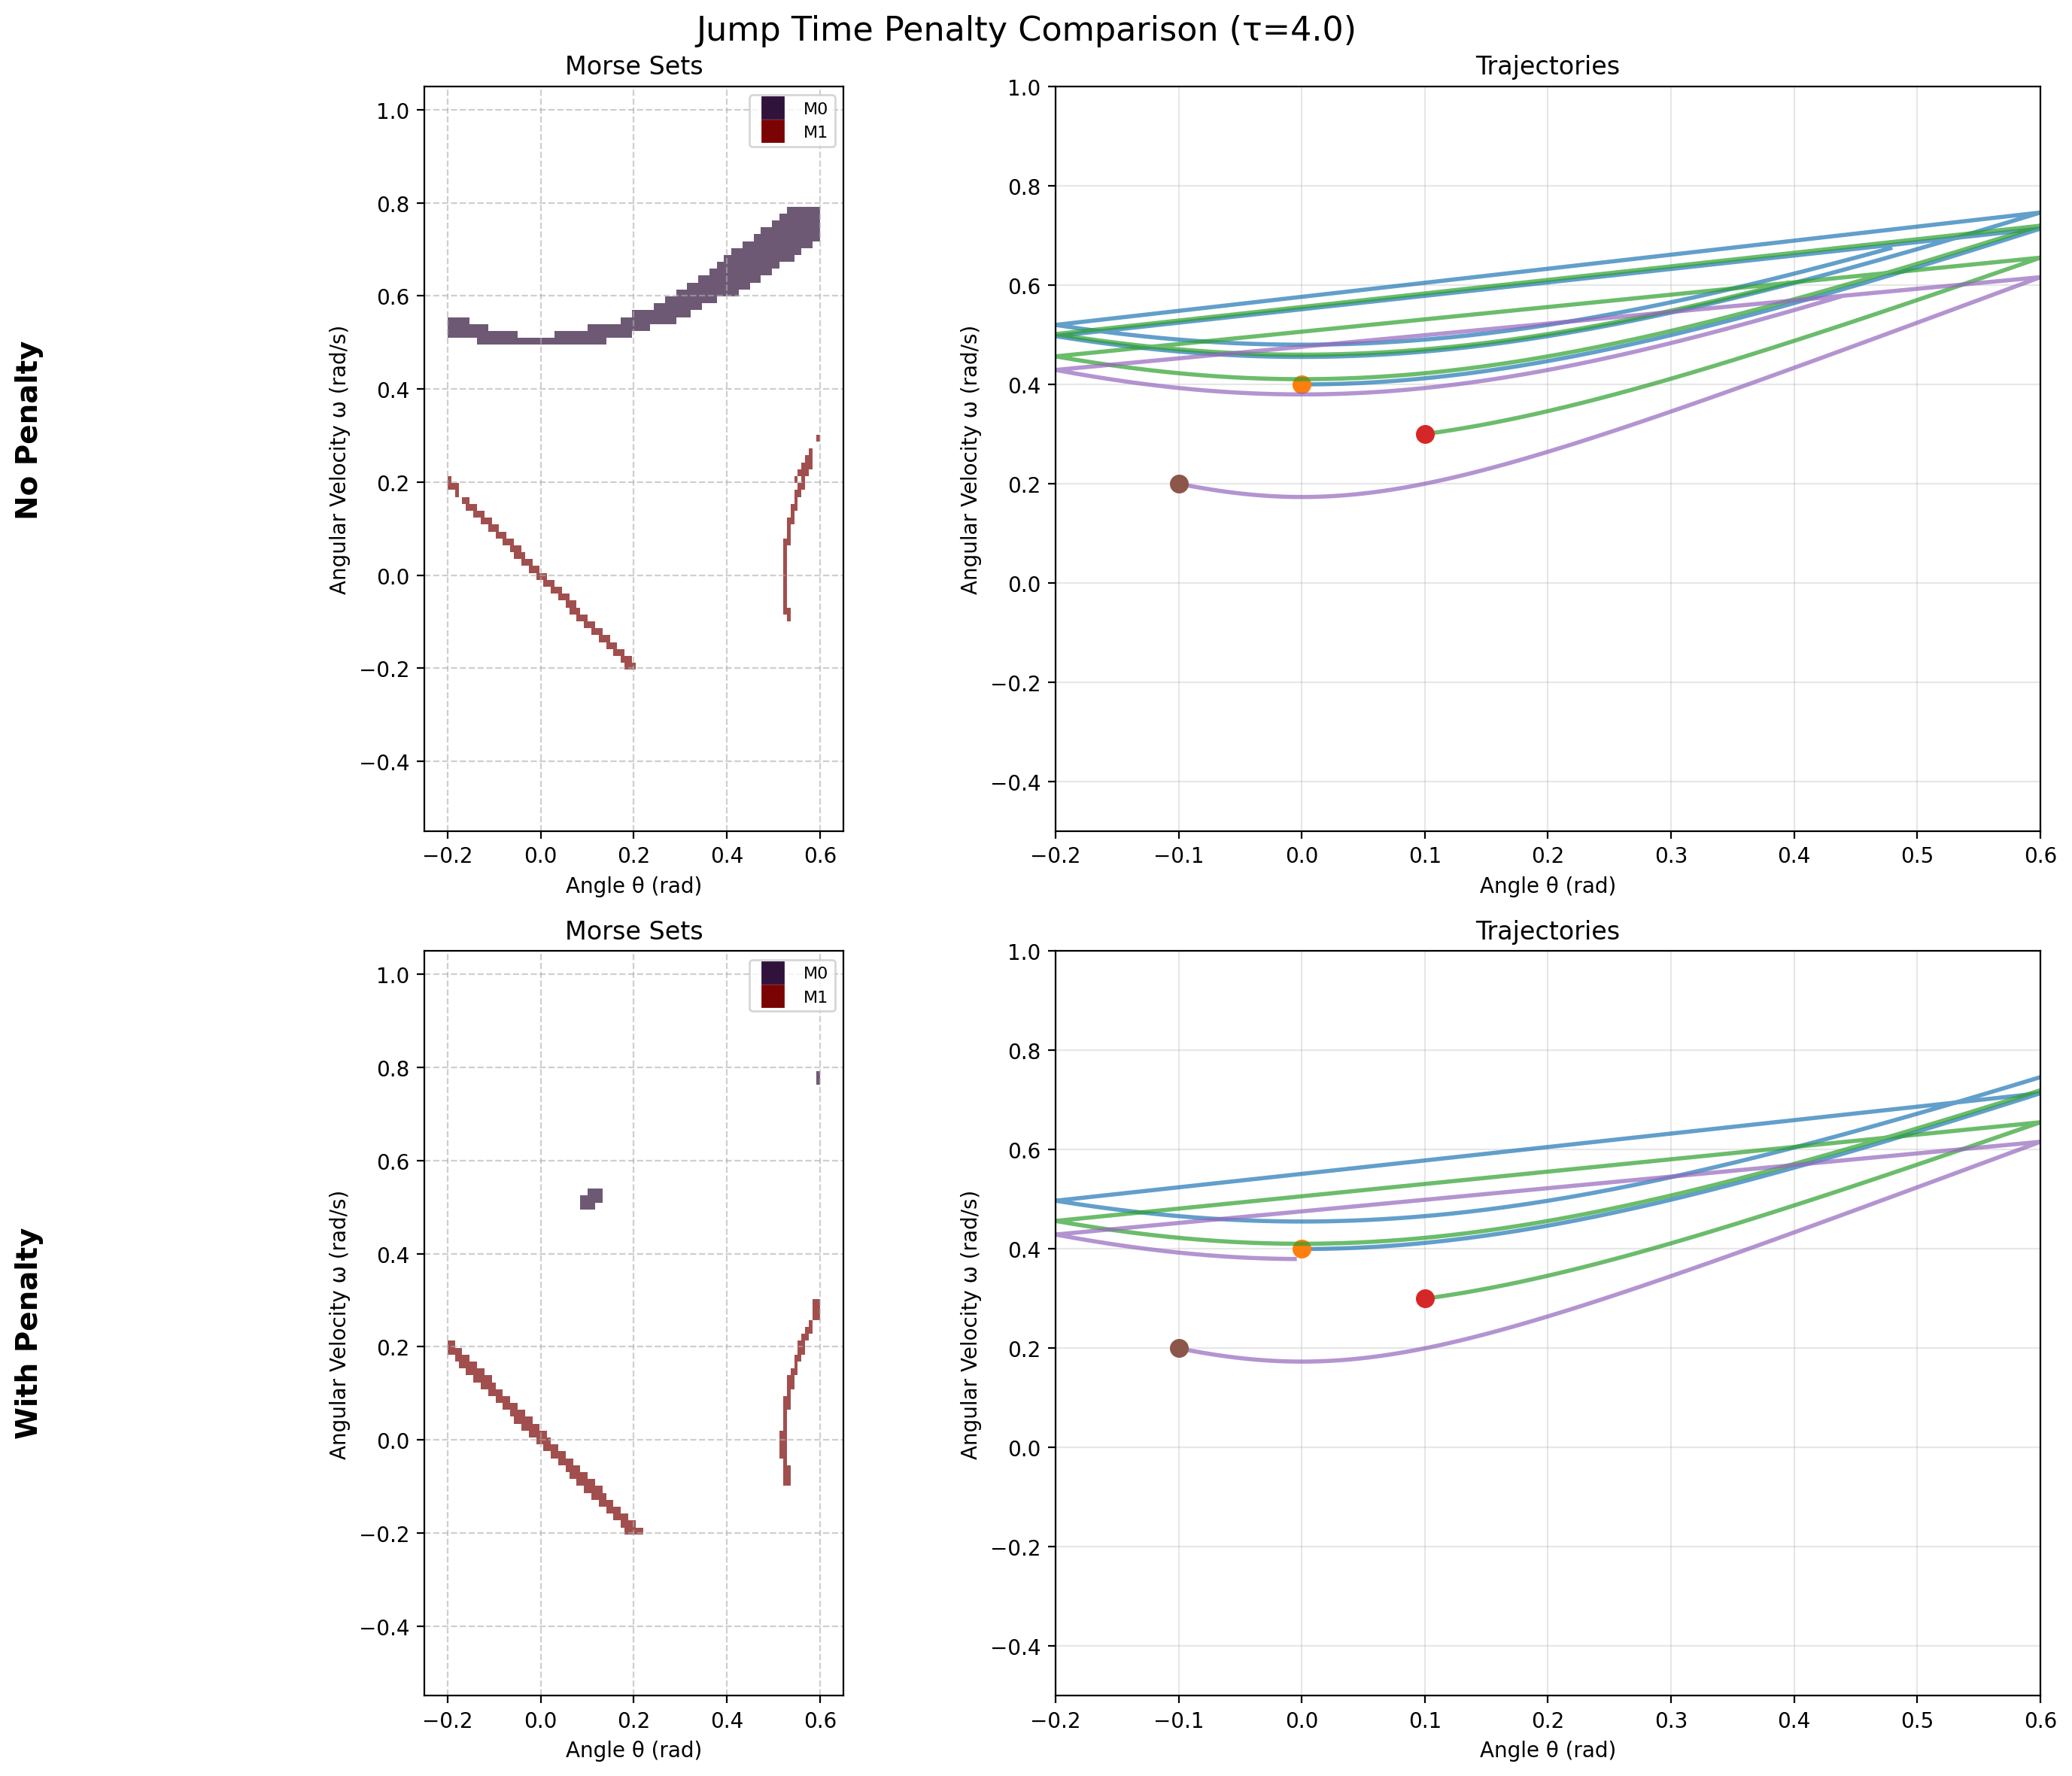 Jump Time Penalty Comparison (τ=4.0)
No Penalty
Morse Sets
M0
M1
1.0
0.8
0.6
0.4
0.2
0.0
−0.2
−0.4
Angular Velocity ω (rad/s)
−0.2 0.0 0.2 0.4 0.6
Angle θ (rad)
Trajectories
1.0
0.8
0.6
0.4
0.2
0.0
−0.2
−0.4
Angular Velocity ω (rad/s)
−0.2 −0.1 0.0 0.1 0.2 0.3 0.4 0.5 0.6
Angle θ (rad)
With Penalty
Morse Sets
M0
M1
1.0
0.8
0.6
0.4
0.2
0.0
−0.2
−0.4
Angular Velocity ω (rad/s)
−0.2 0.0 0.2 0.4 0.6
Angle θ (rad)
Trajectories
1.0
0.8
0.6
0.4
0.2
0.0
−0.2
−0.4
Angular Velocity ω (rad/s)
−0.2 −0.1 0.0 0.1 0.2 0.3 0.4 0.5 0.6
Angle θ (rad)